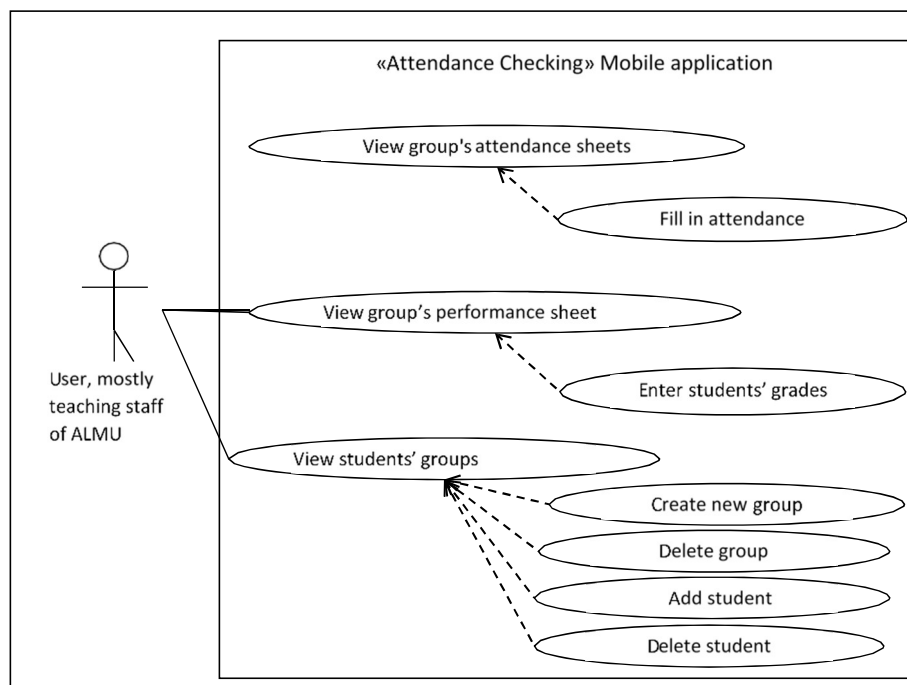 «Attendance Checking» Mobile application
View group's attendance sheets
Fill in attendance
View group’s performance sheet
Enter students’ grades
User, mostly
teaching staff
of ALMU
View students’ groups
Create new group
Delete group
Add student
Delete student